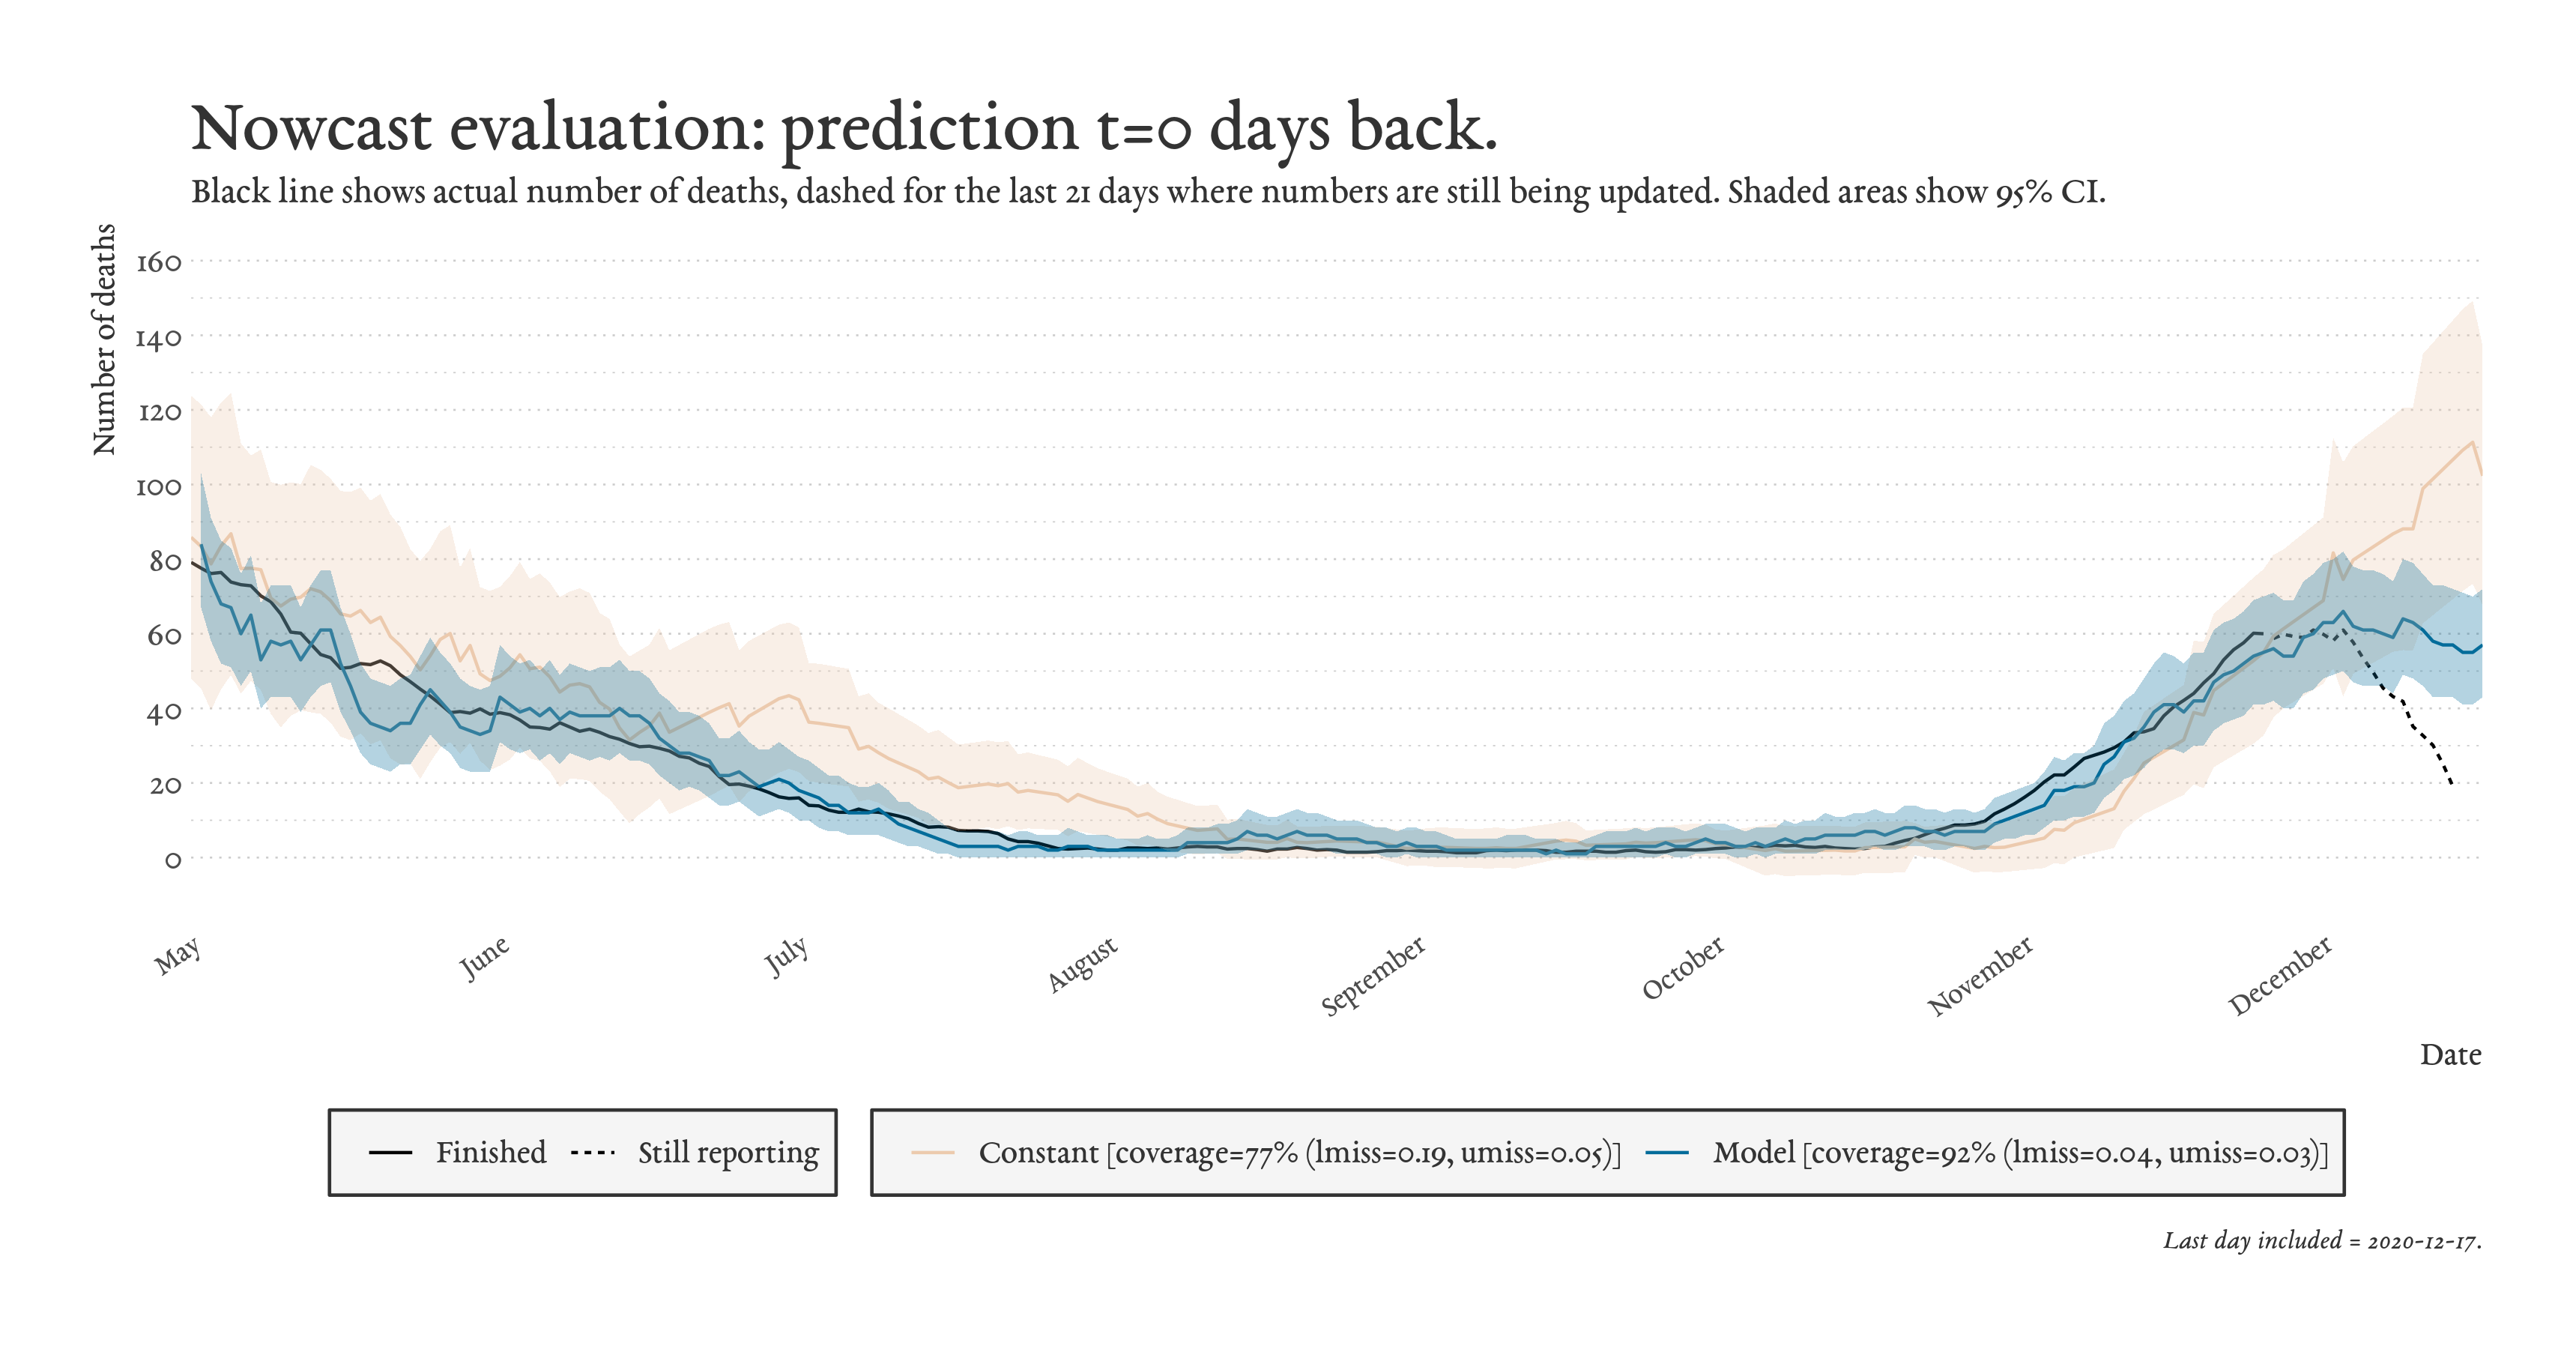 Nowcast evaluation: prediction t=0 days back.
Black line shows actual number of deaths, dashed for the last 21 days where numbers are still being updated. Shaded areas show 95% CI.
Number of deaths
160
140
120
100
80
60
40
20
0
May
June
July
August
September
October
November
December
Date
Finished
Still reporting
Constant [coverage=77% (lmiss=0.19, umiss=0.05)]
Model [coverage=92% (lmiss=0.04, umiss=0.03)]
Last day included = 2020-12-17.